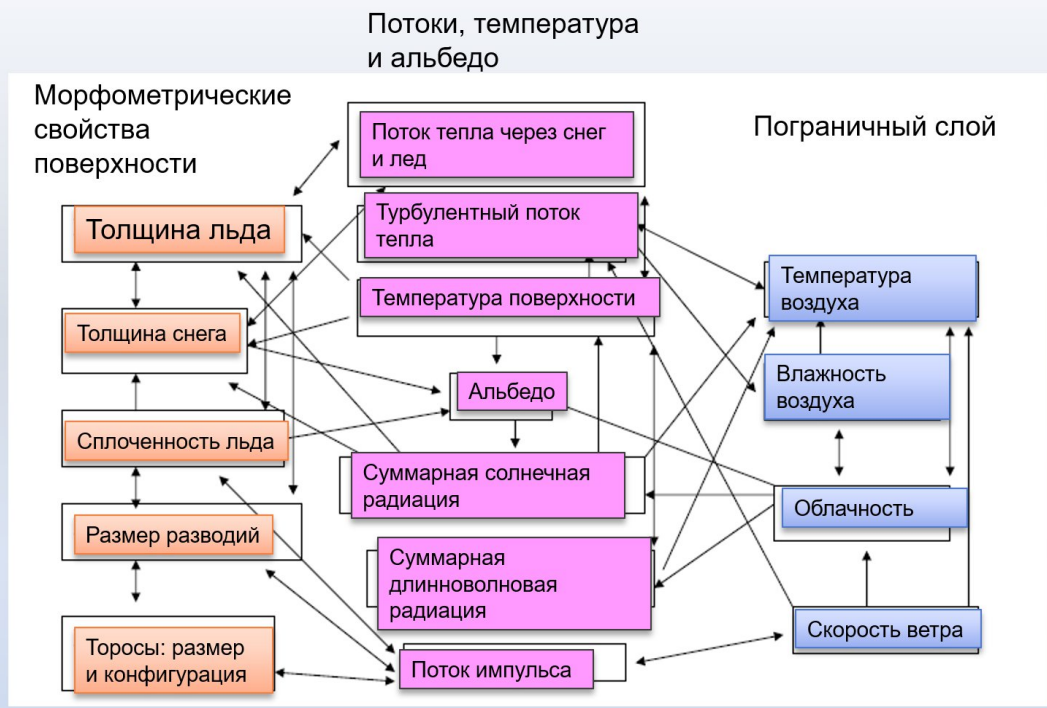 Потоки, температура
и альбедо
Морфометрические
свойства
поверхности
Пограничный слой
Поток тепла через снег
и лед
Толщина льда
Турбулентный поток
тепла
Температура
воздуха
Температура поверхности
Толщина снега
Влажность
воздуха
Альбедо
Сплоченность льда
Суммарная солнечная
радиация
Облачность
Размер разводий
Суммарная
длинноволновая
радиация
Скорость ветра
Торосы: размер
и конфигурация
Поток импульса